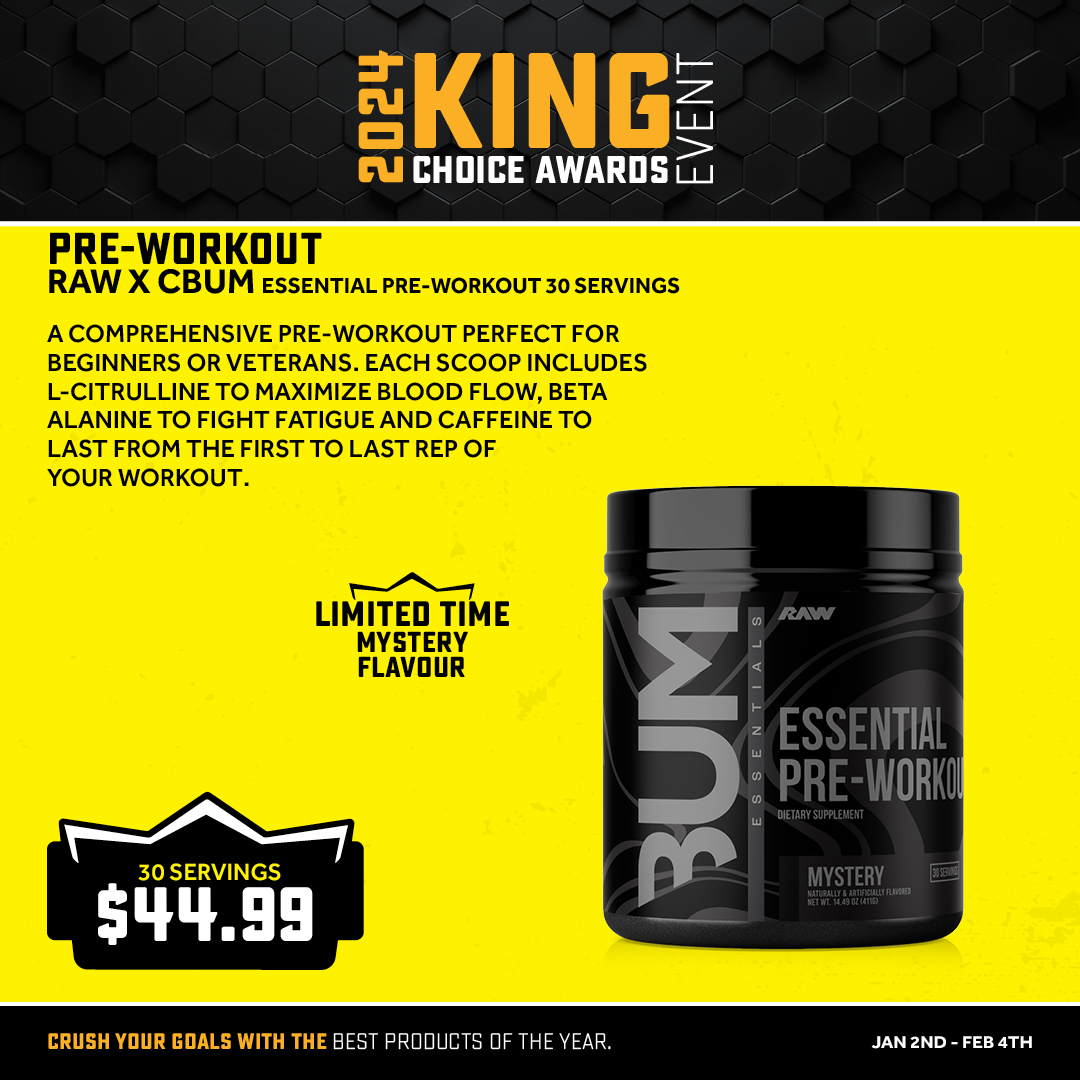 2024
KING
CHOICE AWARDS
EVENT
PRE-WORKOUT
RAW X CBUM ESSENTIAL PRE-WORKOUT 30 SERVINGS
A COMPREHENSIVE PRE-WORKOUT PERFECT FOR
BEGINNERS OR VETERANS. EACH SCOOP INCLUDES
L-CITRULLINE TO MAXIMIZE BLOOD FLOW, BETA
ALANINE TO FIGHT FATIGUE AND CAFFEINE TO
LAST FROM THE FIRST TO LAST REP OF
YOUR WORKOUT.
LIMITED TIME
MYSTERY
FLAVOUR
30 SERVINGS
$44.99
BUM
ESSENTIALS
RAW
ESSENTIAL
PRE-WORKOU
DIETARY SUPPLEMENT
MYSTERY
30 SERVINGS
NATURALLY & ARTIFICIALLY FLAVORED
NET WT. 14.49 OZ (411G)
CRUSH YOUR GOALS WITH THE BEST PRODUCTS OF THE YEAR.
JAN 2ND - FEB 4TH